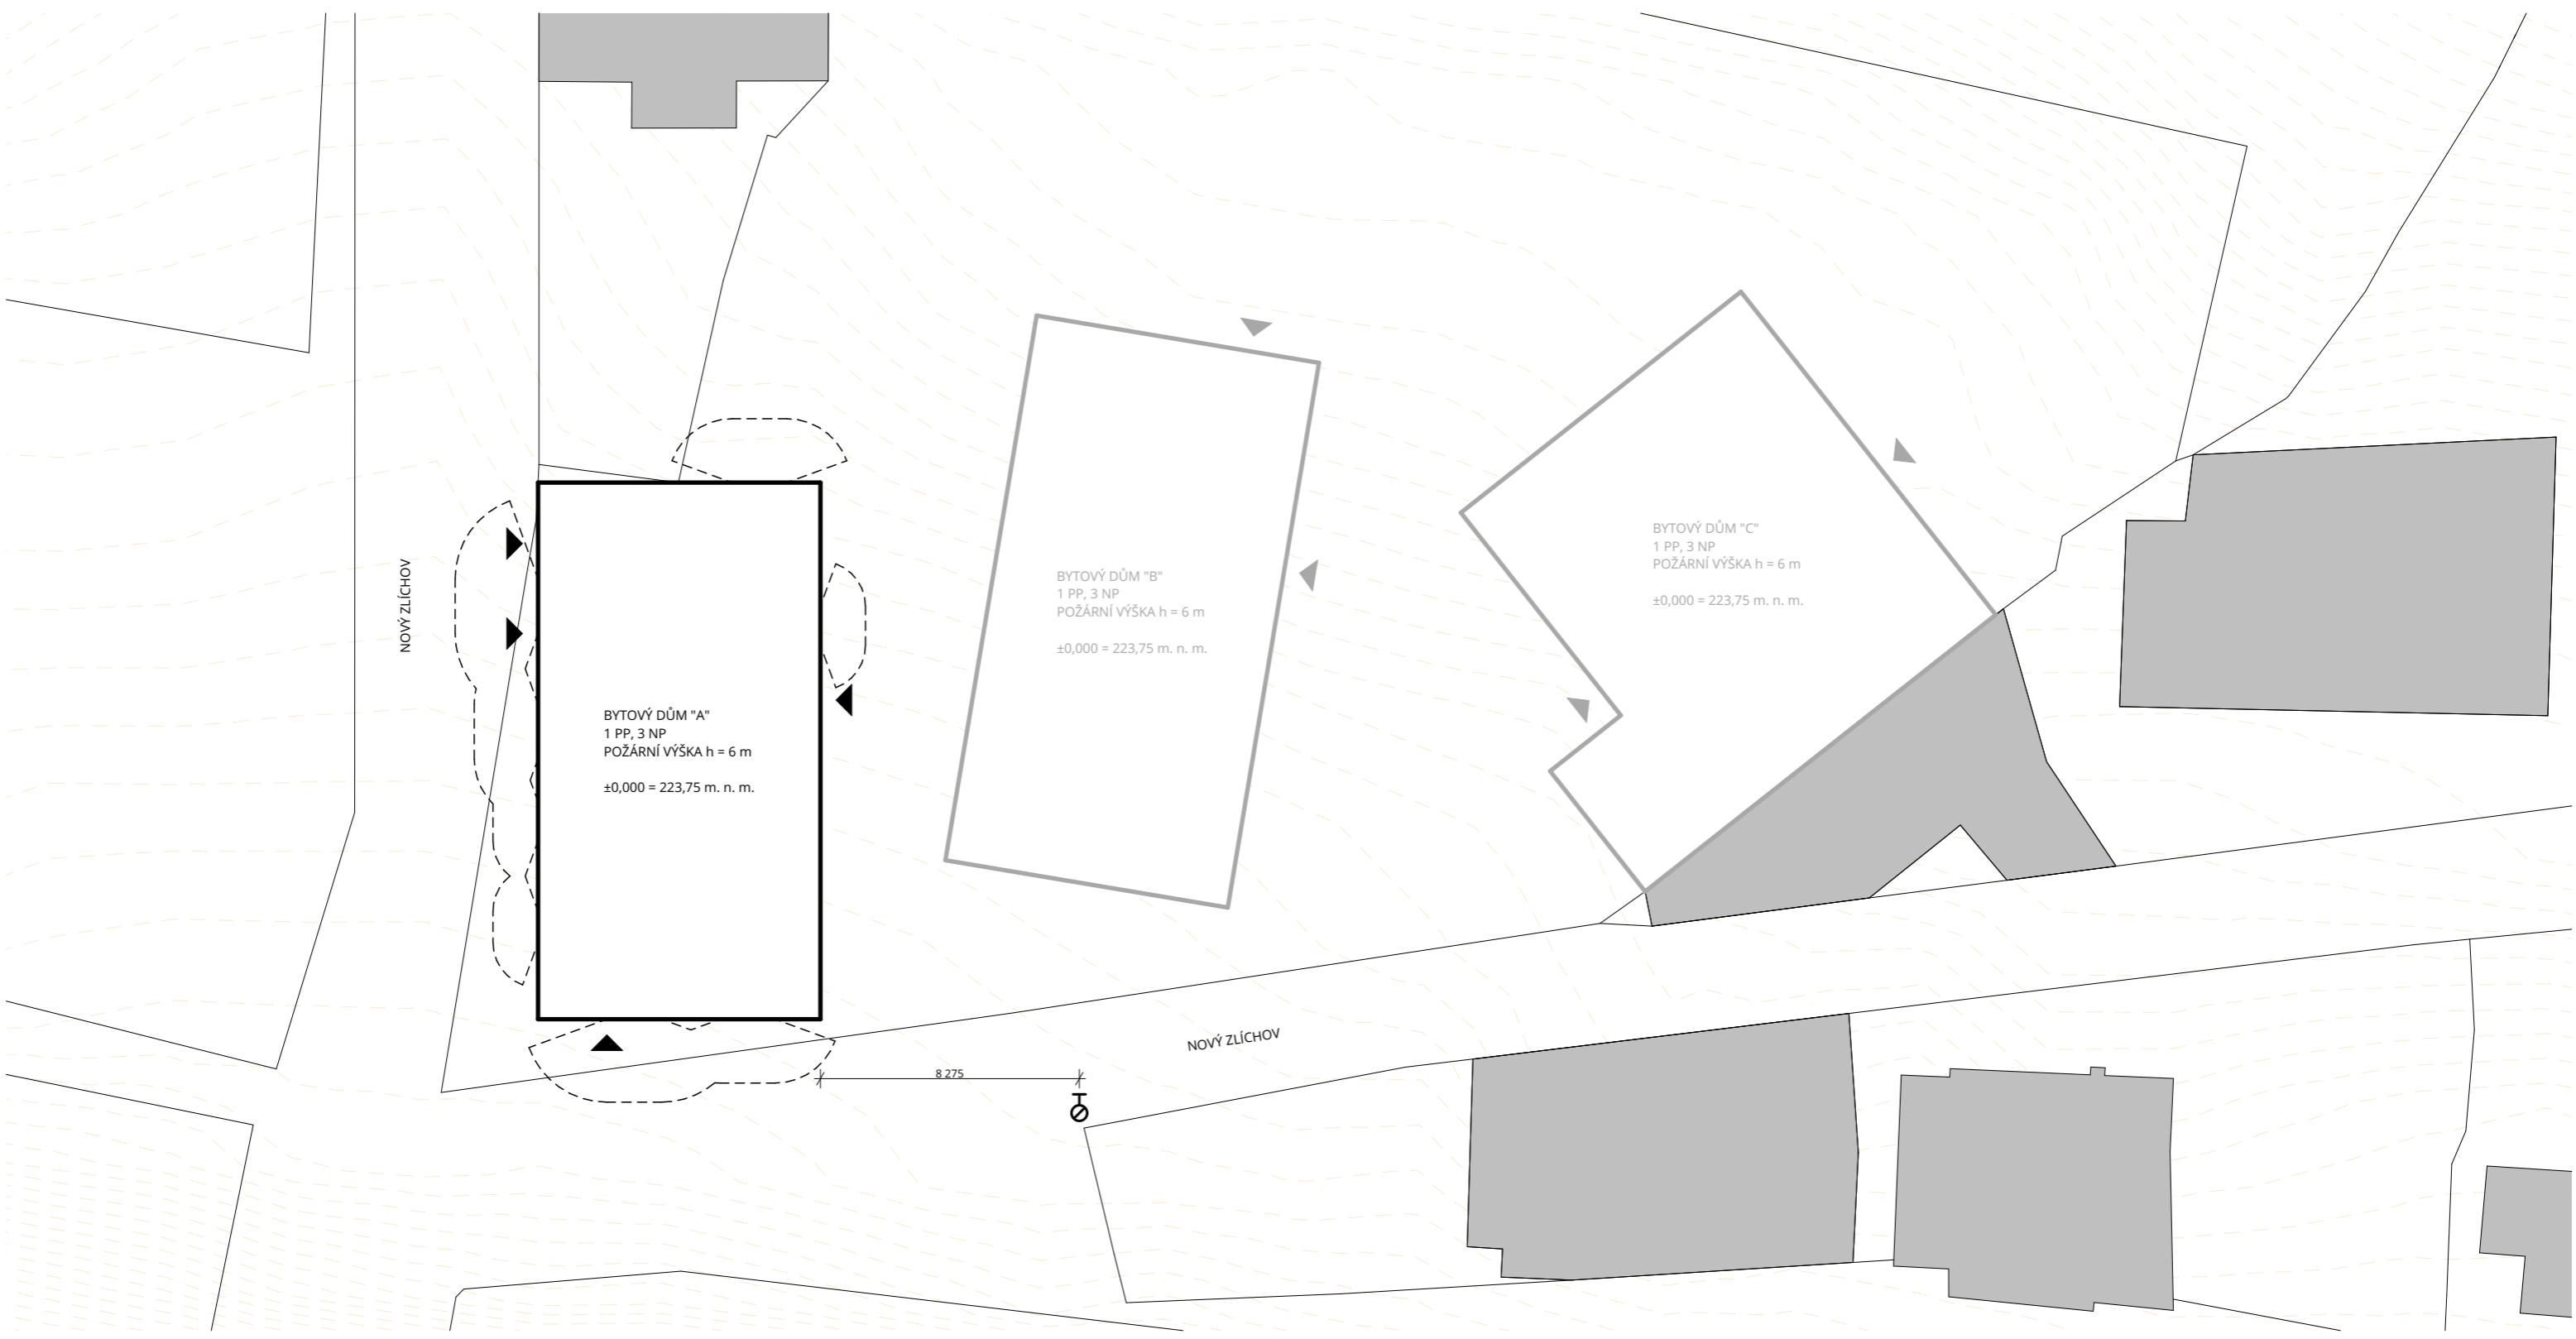 BYTOVÝ DŮM "C"
1 PP, 3 NP
POŽÁRNÍ VÝŠKA h = 6 m
±0,000 = 223,75 m. n. m.
NOVÝ ZLÍCHOV
BYTOVÝ DŮM "B"
1 PP, 3 NP
POŽÁRNÍ VÝŠKA h = 6 m
±0,000 = 223,75 m. n. m.
BYTOVÝ DŮM "A"
1 PP, 3 NP
POŽÁRNÍ VÝŠKA h = 6 m
±0,000 = 223,75 m. n. m.
NOVÝ ZLÍCHOV
8 275